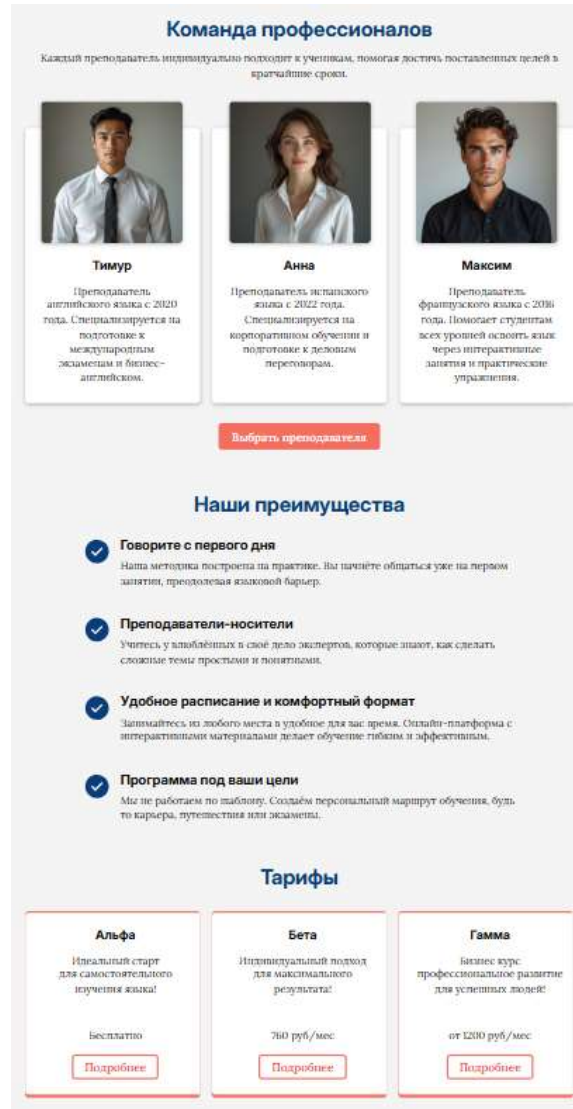 Команда профессионалов
Каждый преподаватель индивидуально подходит к ученикам, помогая достичь поставленных целей в
кратчайшие сроки.
Тимур
Преподаватель
английского языка с 2020
года. Специализируется на
подготовке к
международным
экзаменам и бизнес-
английском.
Анна
Преподаватель испанского
языка с 2022 года.
Специализируется на
корпоративном обучении и
подготовке к деловым
переговорам.
Максим
Преподаватель
французского языка с 2016
года. Помогает студентам
всех уровней освоить язык
через интерактивные
занятия и практические
упражнения.
Выбрать преподавателя
Наши преимущества
Говорите с первого дня
Наша методика построена на практике. Вы начнёте общаться уже на первом
занятии, преодолевая языковой барьер.
Преподаватели-носители
Учитесь у влюблённых в своё дело экспертов, которые знают, как сделать
сложные темы простыми и понятными.
Удобное расписание и комфортный формат
Занимайтесь из любого места в удобное для вас время. Онлайн-платформа с
интерактивными материалами делает обучение гибким и эффективным.
Программа под ваши цели
Мы не работаем по шаблону. Создаём персональный маршрут обучения, будь
то карьера, путешествия или экзамены.
Тарифы
Альфа
Идеальный старт
для самостоятельного
изучения языка!
Бесплатно
Подробнее
Бета
Индивидуальный подход
для максимального
результата!
760 руб/мес
Подробнее
Гамма
Бизнес курс
профессиональное развитие
для успешных людей!
от 1200 руб/мес
Подробнее